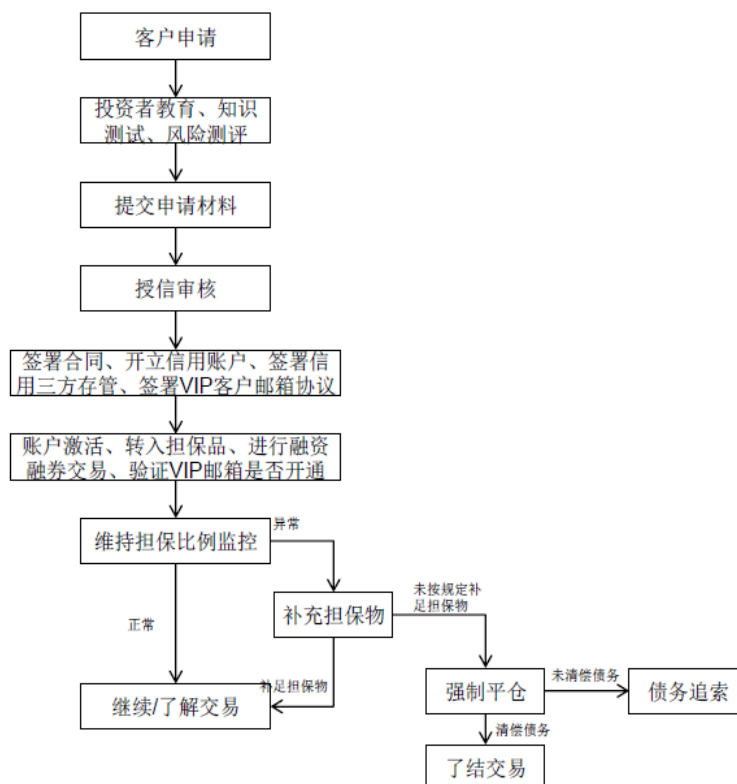 客户申请
投资者教育、知识
测试、风险测评
提交申请材料
授信审核
签署合同、开立信用账户、签署信
用三方存管、签署VIP客户邮箱协议
账户激活、转入担保品、进行融资
融券交易、验证VIP邮箱是否开通
异常
维持担保比例监控
未按规定补
足担保物
补充担保物
正常
补足担保物
继续/了解交易
强制平仓
未清偿债务
债务追索
清偿债务
了结交易